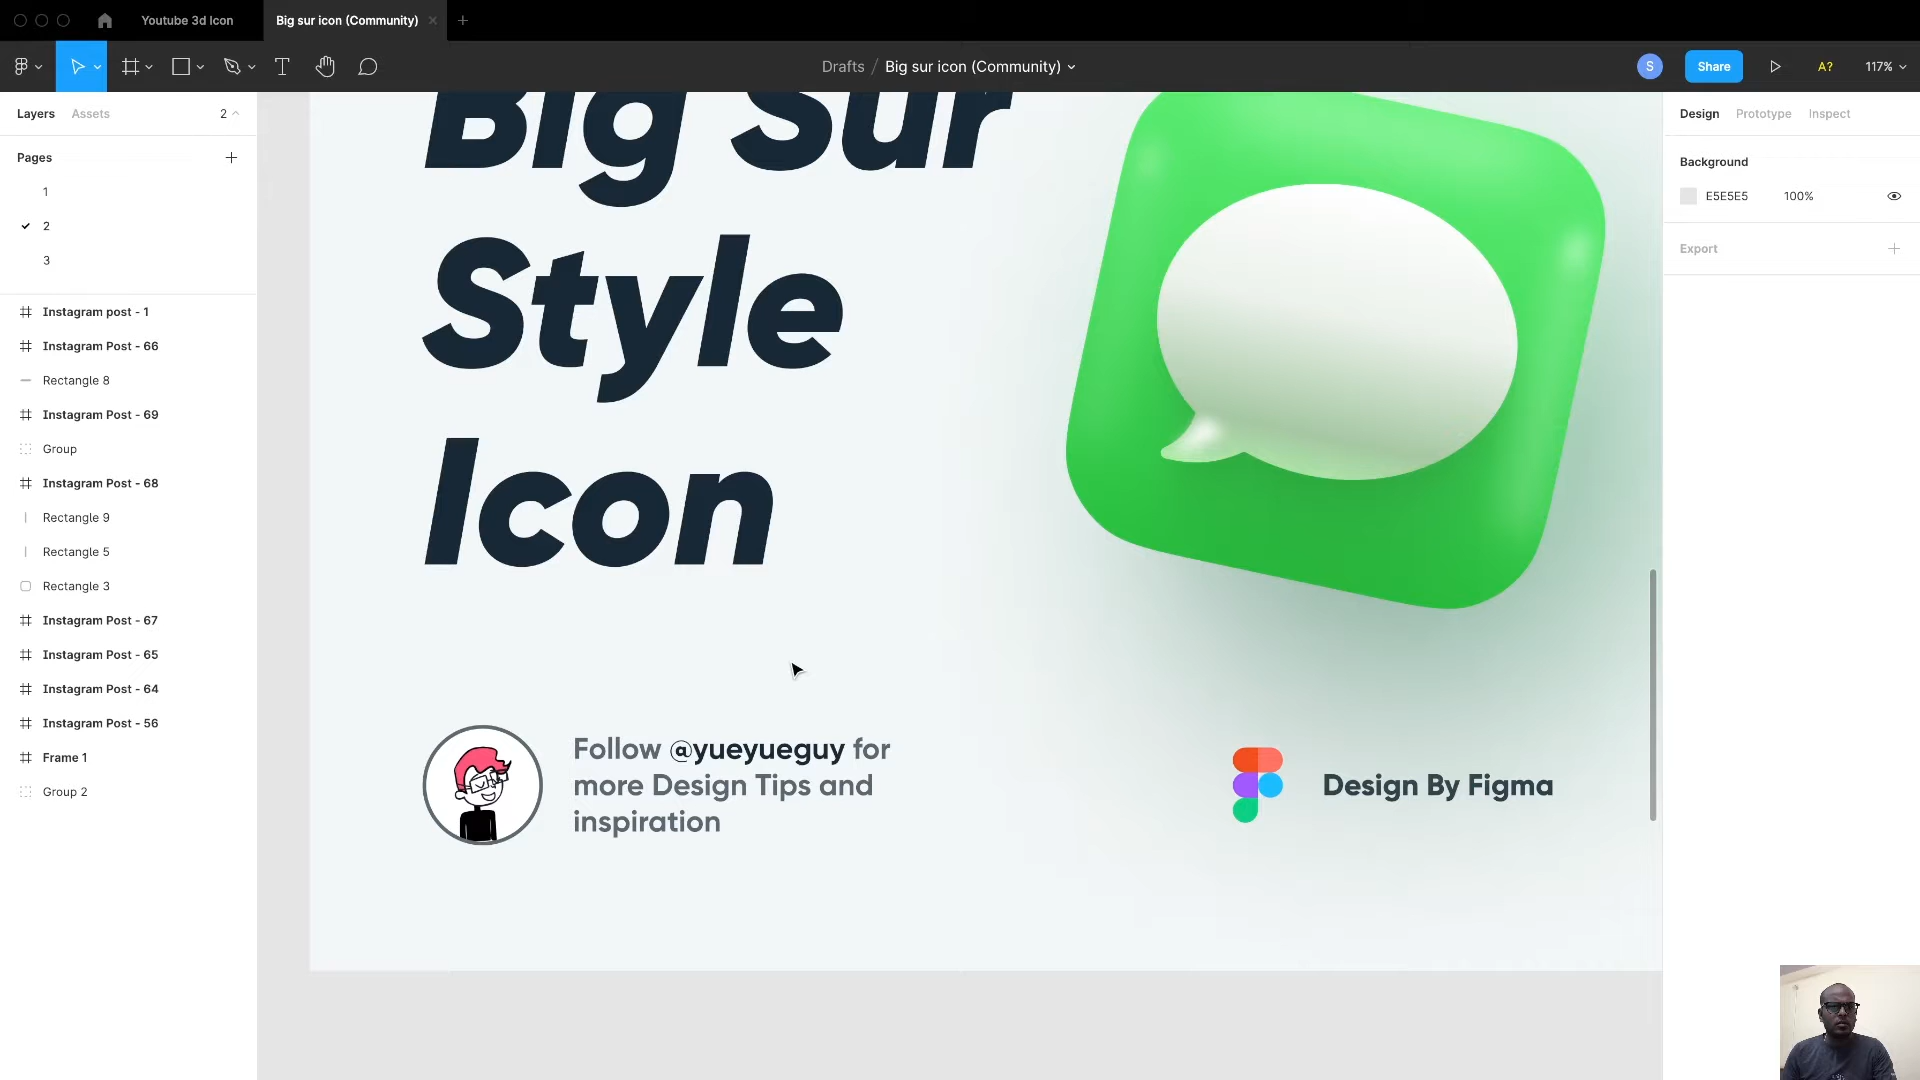 Youtube 3d Icon
Big sur icon (Community)
Drafts / Big sur icon (Community)
S
Share
A?
117%
Layers
Assets
2
Pages
1
2
3
Instagram post - 1
Instagram Post - 66
Rectangle 8
Instagram Post - 69
Group
Instagram Post - 68
Rectangle 9
Rectangle 5
Rectangle 3
Instagram Post - 67
Instagram Post - 65
Instagram Post - 64
Instagram Post - 56
Frame 1
Group 2
Big Sur
Style
Icon
Follow @yueyueguy for
more Design Tips and
inspiration
Design By Figma
Design
Prototype
Inspect
Background
E5E5E5
100%
Export